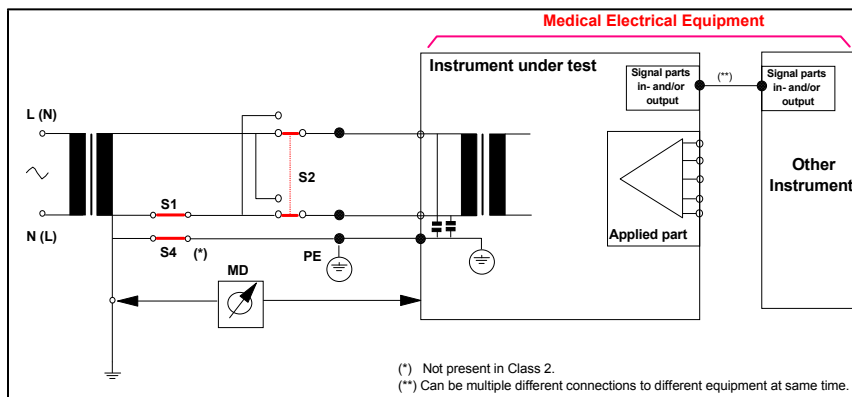 Medical Electrical Equipment
Instrument under test
Signal parts
in- and/or
output
(**)
Signal parts
in- and/or
output
L (N)
S2
Other
Instrument
S1
N (L)
S4
(*)
PE
Applied part
MD
(*) Not present in Class 2.
(**) Can be multiple different connections to different equipment at same time.